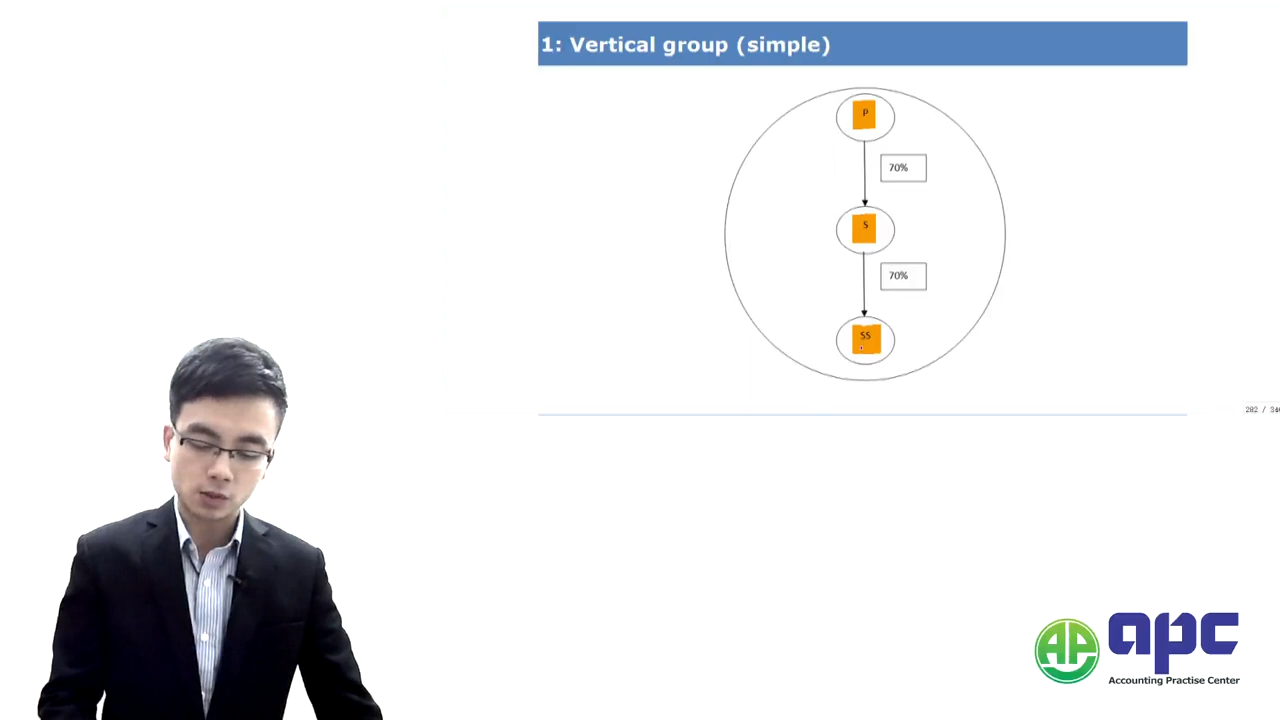 1: Vertical group (simple)
P
70%
S
70%
SS
apc
Accounting Practise Center